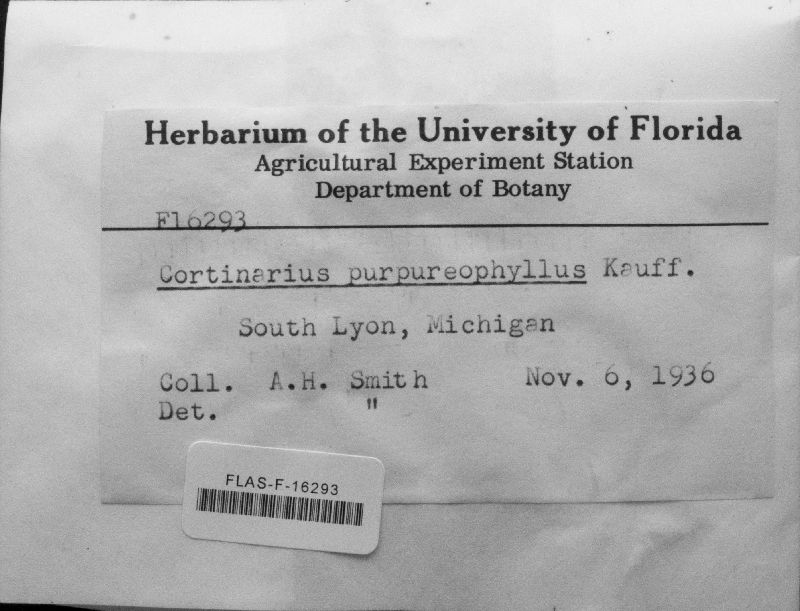 Herbarium of the University of Florida
Agricultural Experiment Station
Department of Botany
F16293
Cortinarius purpureophyllus Kauff.
South Lyon, Michigan
Coll. A.H. Smith Nov. 6, 1936
Det. "
FLAS-F-16293